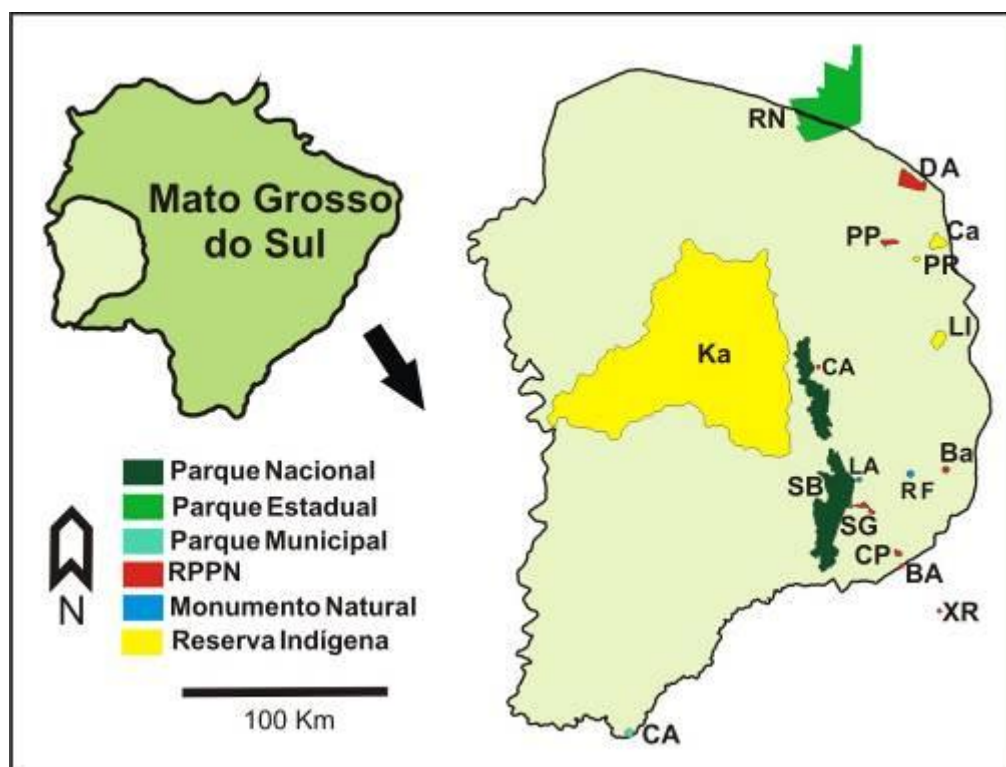 Mato Grosso
do Sul
Parque Nacional
Parque Estadual
Parque Municipal
RPPN
Monumento Natural
Reserva Indígena
N
100 Km
RN
DA
PP
Ca
PR
LI
Ka
CA
Ba
LA
SB
RF
SG
CP
BA
XR
CA